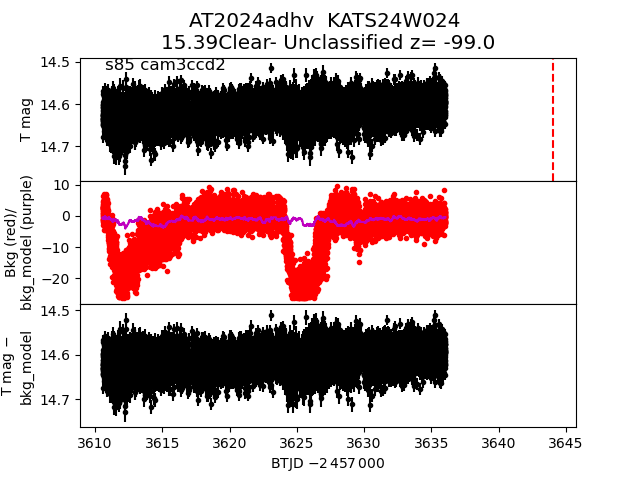 AT2024adhv  KATS24W024
15.39Clear- Unclassified z= -99.0
s85 cam3ccd2
14.5
14.6
14.7
T mag
10
0
−10
−20
Bkg (red)/
bkg_model (purple)
14.5
14.6
14.7
T mag −
bkg_model
3610 3615 3620 3625 3630 3635 3640 3645
BTJD −2 457 000